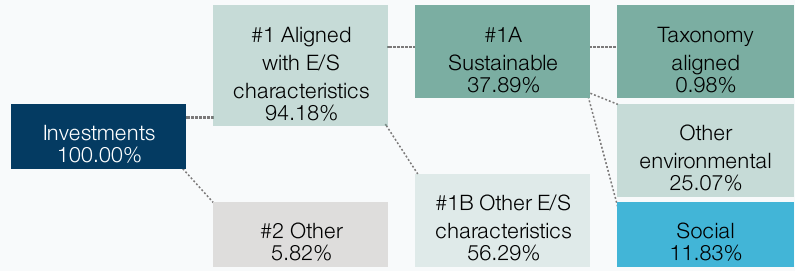 Investments
100.00%
#1 Aligned
with E/S
characteristics
94.18%
#2 Other
5.82%
#1A
Sustainable
37.89%
#1B Other E/S
characteristics
56.29%
Taxonomy
aligned
0.98%
Other
environmental
25.07%
Social
11.83%